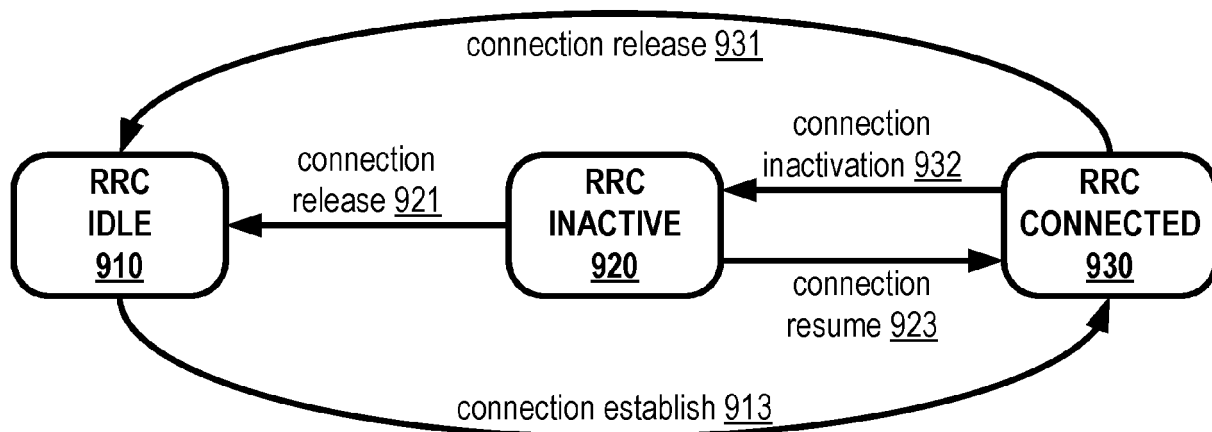 connection release 931
connection
inactivation 932
connection
release 921
RRC
IDLE
910
RRC
INACTIVE
920
RRC
CONNECTED
930
connection
resume 923
connection establish 913